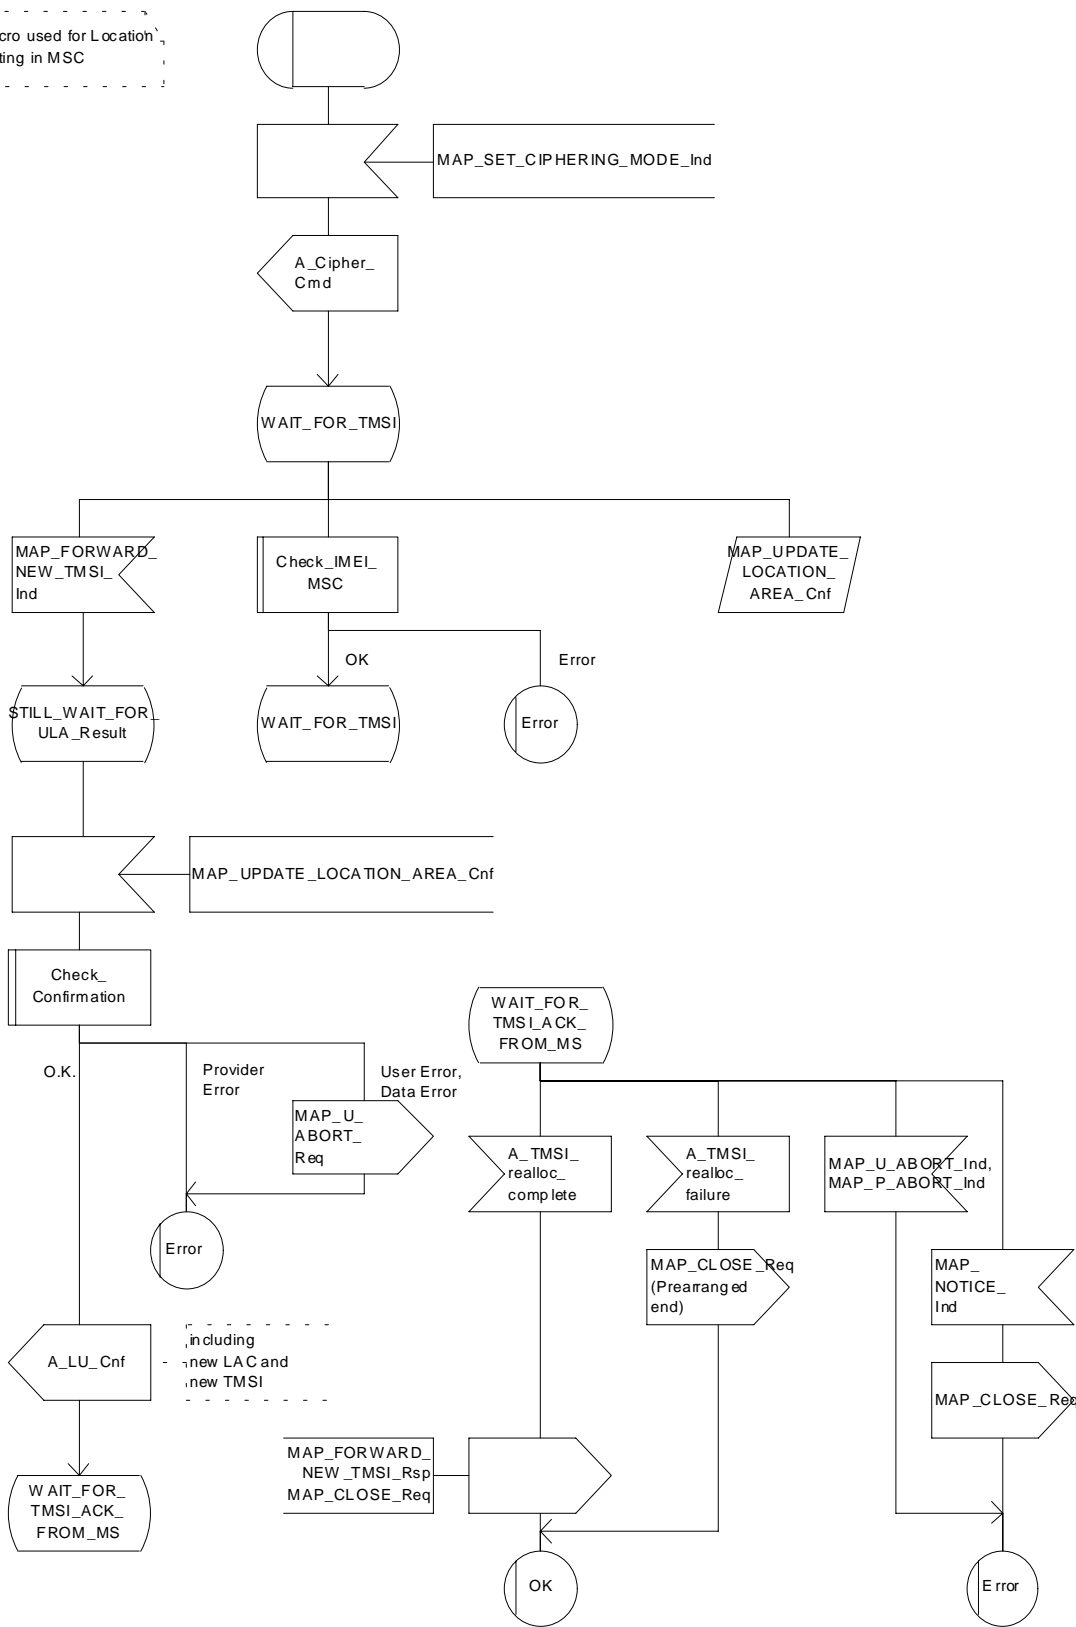 cro used for Location
ting in MSC
MAP_SET_CIPHERING_MODE_Ind
A_Cipher_
Cmd
WAIT_FOR_TMSI
MAP_FORWARD_
NEW_TMSI_
Ind
Check_IMEI_
MSC
MAP_UPDATE_
LOCATION_
AREA_Cnf
OK
Error
STILL_WAIT_FOR_
ULA_Result
WAIT_FOR_TMSI
Error
MAP_UPDATE_LOCATION_AREA_Cnf
Check_
Confirmation
O.K.
Provider
Error
User Error,
Data Error
MAP_U_
ABORT_
Req
Error
A_LU_Cnf
including
new LAC and
new TMSI
WAIT_FOR_
TMSI_ACK_
FROM_MS
WAIT_FOR_
TMSI_ACK_
FROM_MS
A_TMSI_
realloc_
complete
A_TMSI_
realloc_
failure
MAP_U_ABORT_Ind,
MAP_P_ABORT_Ind
MAP_CLOSE_Req
(Prearranged
end)
MAP_
NOTICE_
Ind
MAP_CLOSE_Req
MAP_FORWARD_
NEW_TMSI_Rsp
MAP_CLOSE_Req
OK
Error